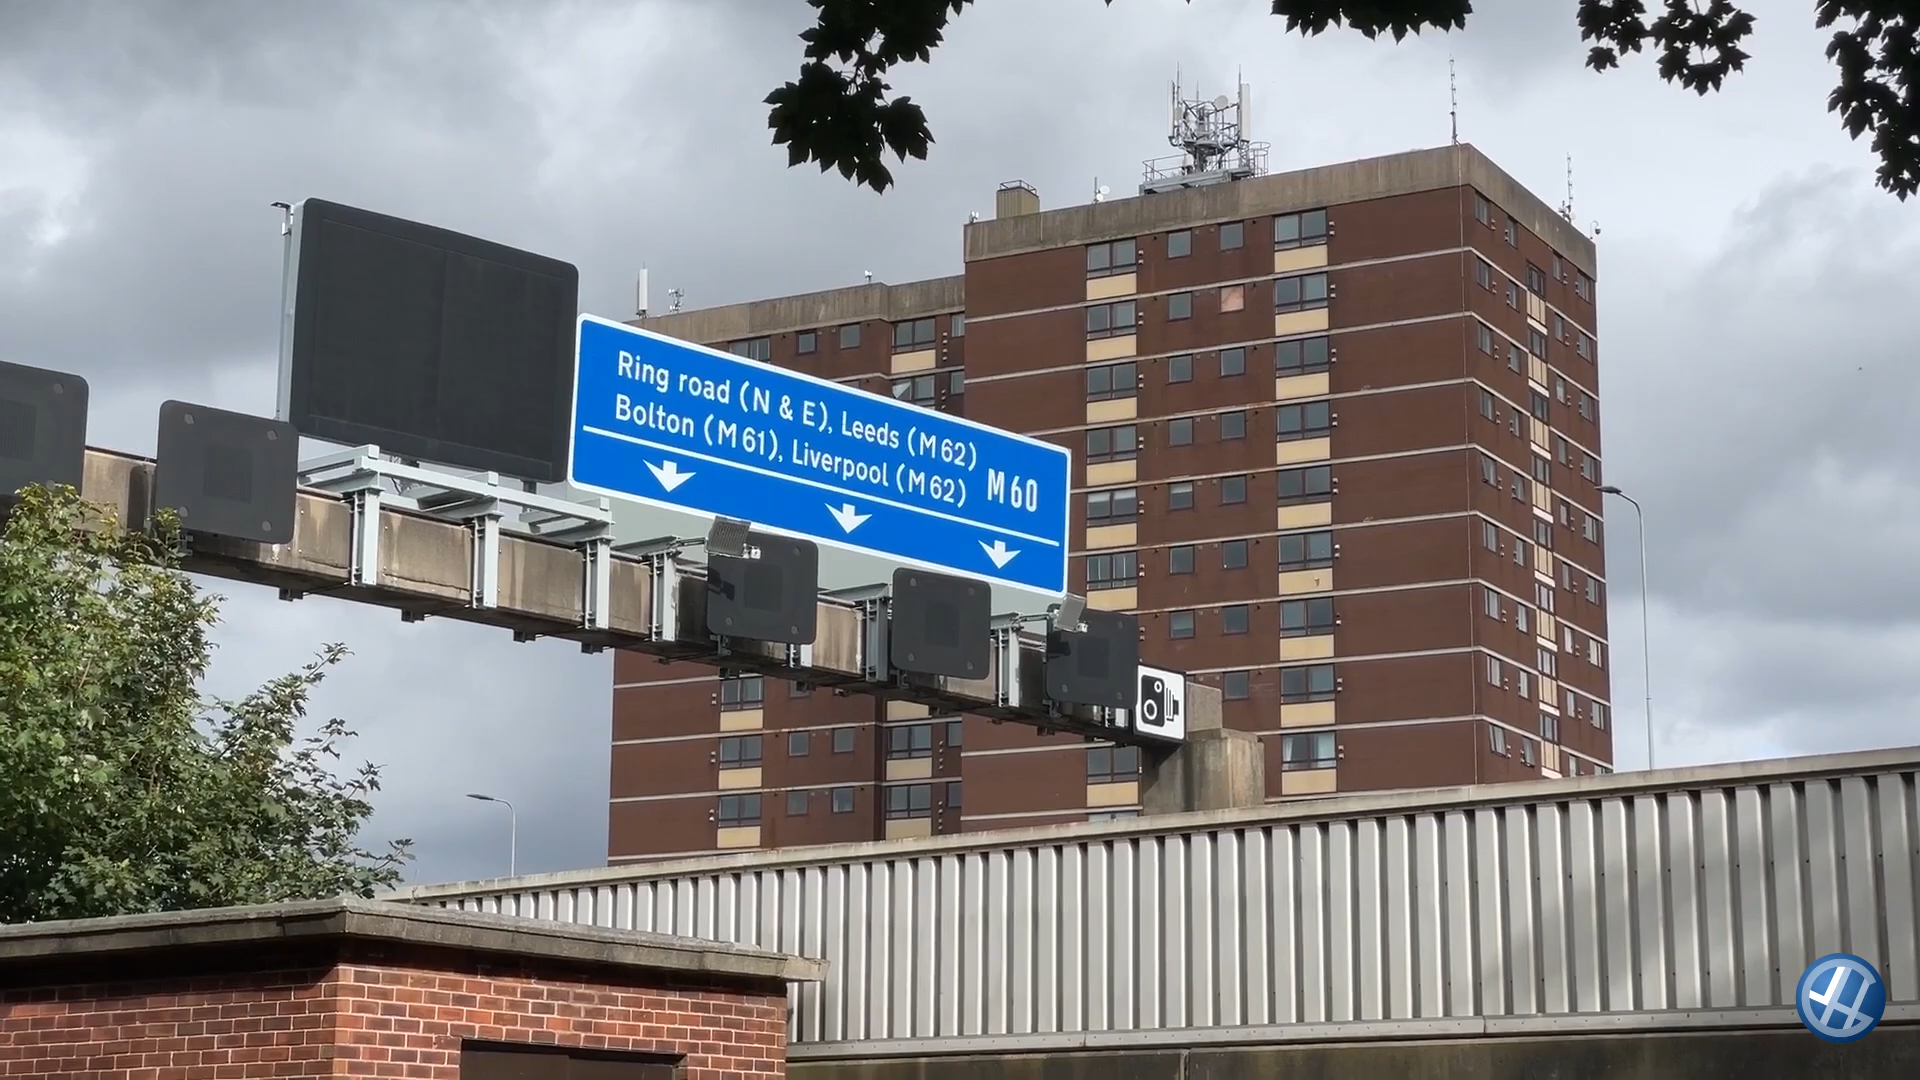 Ring road (N & E), Leeds (M62)
Bolton (M61), Liverpool (M62)
M60